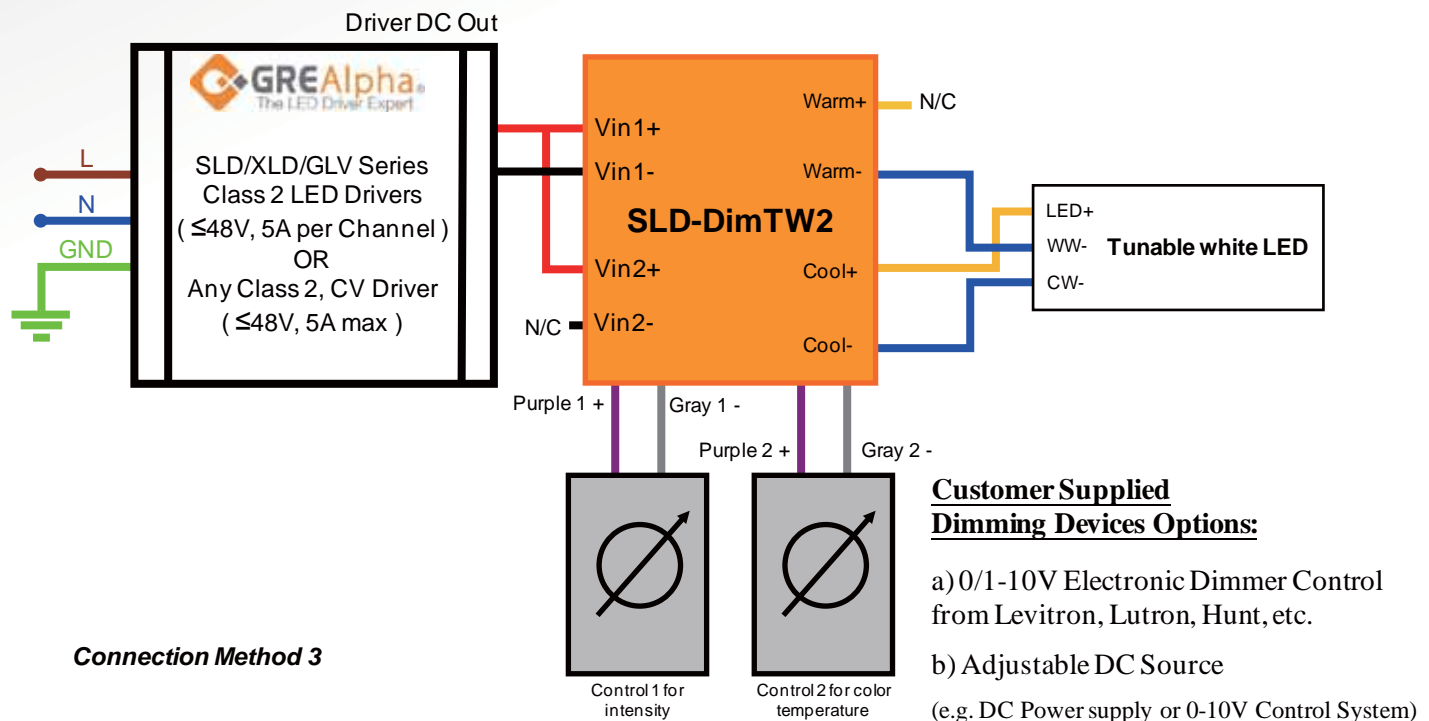 Driver DC Out
GREAlpha®
The LED Driver Expert
L
N
GND
SLD/XLD/GLV Series
Class 2 LED Drivers
( ≤48V, 5A per Channel )
OR
Any Class 2, CV Driver
( ≤48V, 5A max )
Vin1+
Vin1-
SLD-DimTW2
Vin2+
N/C
Vin2-
Warm+
N/C
Warm-
Cool+
Cool-
LED+
WW-
Tunable white LED
CW-
Purple 1 +
Gray 1 -
Purple 2 +
Gray 2 -
Control 1 for
intensity
Control 2 for color
temperature
Customer Supplied
Dimming Devices Options:
a) 0/1-10V Electronic Dimmer Control
from Levitron, Lutron, Hunt, etc.
b) Adjustable DC Source
(e.g. DC Power supply or 0-10V Control System)
Connection Method 3